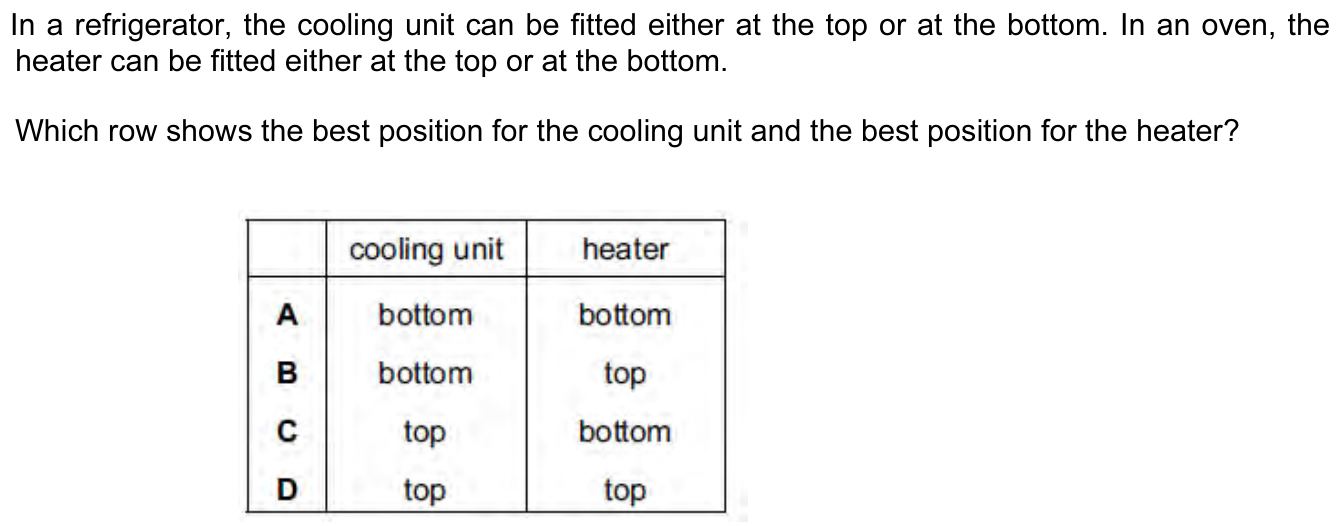 In a refrigerator, the cooling unit can be fitted either at the top or at the bottom. In an oven, the
heater can be fitted either at the top or at the bottom.
Which row shows the best position for the cooling unit and the best position for the heater?
cooling unit heater
A bottom bottom
B bottom top
C top bottom
D top top